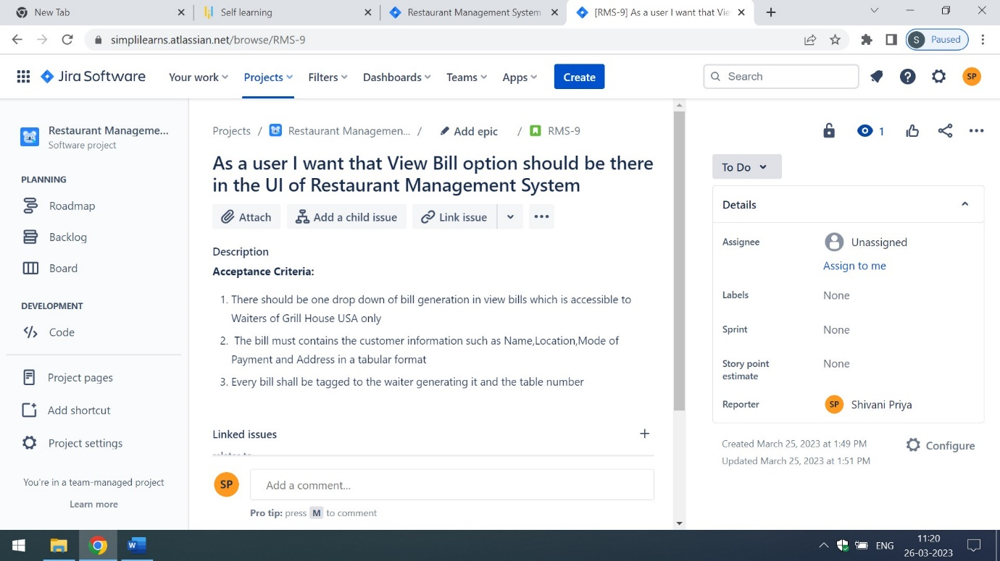 New Tab
Self learning
Restaurant Management System
[RMS-9] As a user I want that Vie
simplilearns.atlassian.net/browse/RMS-9
S Paused
Jira Software
Your work
Projects
Filters
Dashboards
Teams
Apps
Create
Search
SP
Restaurant Manageme...
Software project
PLANNING
Roadmap
Backlog
Board
DEVELOPMENT
Code
Project pages
Add shortcut
Project settings
You're in a team-managed project
Learn more
Projects / Restaurant Managemen... / Add epic / RMS-9
As a user I want that View Bill option should be there
in the UI of Restaurant Management System
Attach
Add a child issue
Link issue
Description
Acceptance Criteria:
1. There should be one drop down of bill generation in view bills which is accessible to
Waiters of Grill House USA only
2. The bill must contains the customer information such as Name,Location,Mode of
Payment and Address in a tabular format
3. Every bill shall be tagged to the waiter generating it and the table number
Linked issues
SP
Add a comment...
Pro tip: press M to comment
1
To Do
Details
Assignee
Unassigned
Assign to me
Labels
None
Sprint
None
Story point
estimate
None
Reporter
SP Shivani Priya
Created March 25, 2023 at 1:49 PM
Updated March 25, 2023 at 1:51 PM
Configure
W
ENG
11:20
26-03-2023